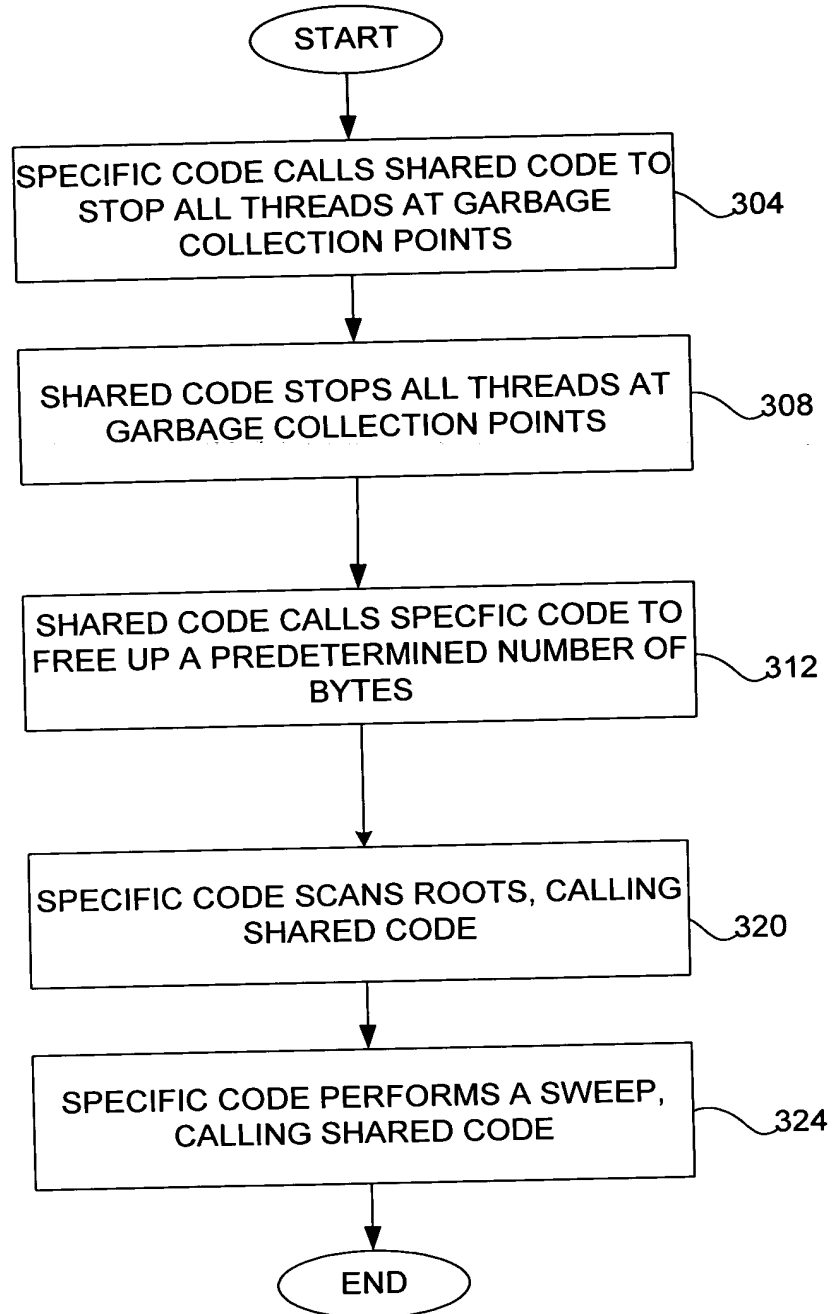 START
SPECIFIC CODE CALLS SHARED CODE TO
STOP ALL THREADS AT GARBAGE
COLLECTION POINTS
304
SHARED CODE STOPS ALL THREADS AT
GARBAGE COLLECTION POINTS
308
SHARED CODE CALLS SPECFIC CODE TO
FREE UP A PREDETERMINED NUMBER OF
BYTES
312
SPECIFIC CODE SCANS ROOTS, CALLING
SHARED CODE
320
SPECIFIC CODE PERFORMS A SWEEP,
CALLING SHARED CODE
324
END